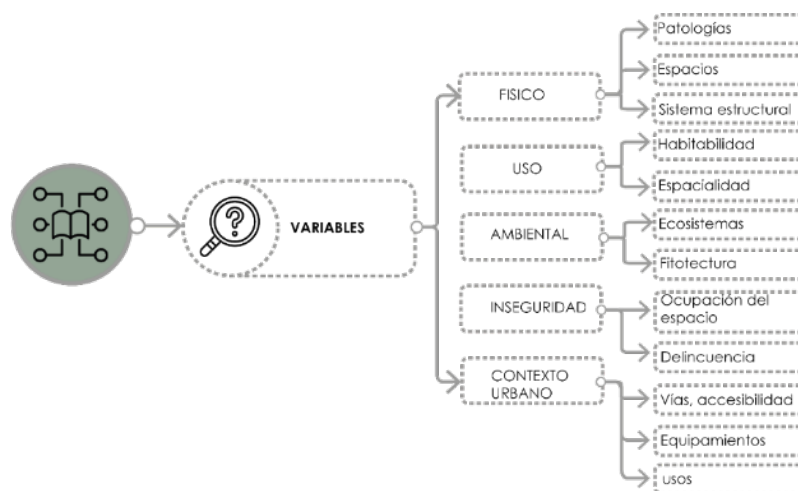 VARIABLES
FISICO
Patologías
Espacios
Sistema estructural
USO
Habitabilidad
Espacialidad
AMBIENTAL
Ecosistemas
Fitotectura
INSEGURIDAD
Ocupación del
espacio
Delincuencia
CONTEXTO
URBANO
Vías, accesibilidad
Equipamientos
usos